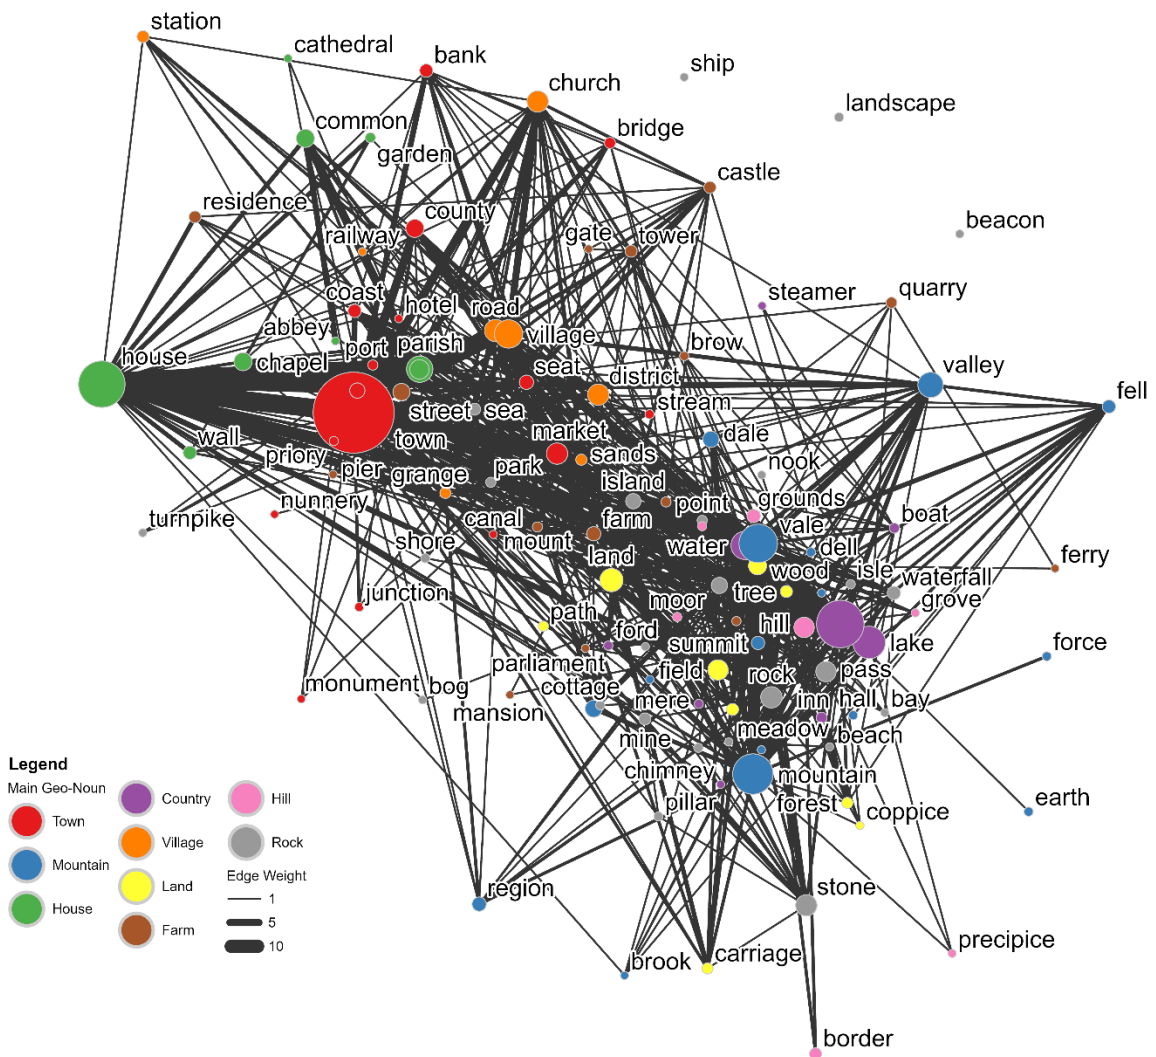 station
cathedral
bank
ship
church
landscape
common
bridge
garden
castle
residence
county
beacon
railway
gate
tower
coast
hotel
road
steamer
quarry
abbey
port
parish
village
brow
house
chapel
seat
district
valley
fell
street
sea
stream
town
market
dale
wall
priory
pier
grange
park
sands
nook
nunnery
island
grounds
turnpike
canal
farm
point
vale
boat
shore
mount
water
dell
land
wood
isle
waterfall
ferry
junction
path
moor
tree
grove
ford
hill
summit
lake
force
parliament
field
rock
pass
monument
bog
cottage
mere
inn
hall
bay
mansion
mine
meadow
beach
chimney
mountain
pillar
forest
coppice
earth
region
stone
brook
carriage
precipice
border
Legend
Main Geo-Noun
Town
Mountain
House
Country
Village
Land
Farm
Hill
Rock
Edge Weight
1
5
10